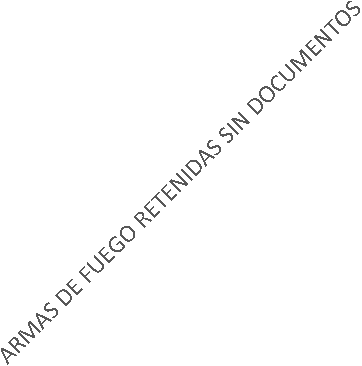 ARMAS DE FUEGO RETENIDAS SIN DOCUMENTOS